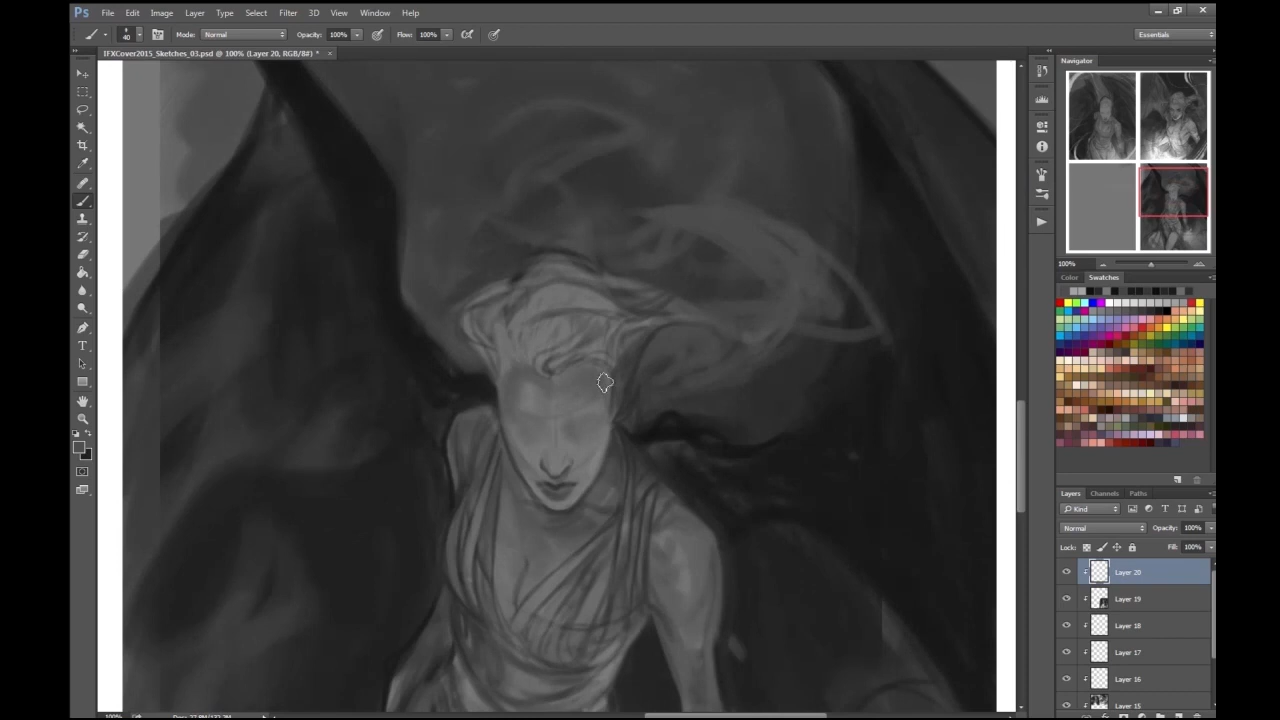 Ps File Edit Image Layer Type Select Filter 3D View Window Help
40 Mode: Normal Opacity: 100% Flow: 100% Essentials
IFXCover2015_Sketches_03.psd @ 100% (Layer 20, RGB/8#) *
Navigator
100%
Color Swatches
Layers Channels Paths
Kind
Normal Opacity: 100%
Lock: Fill: 100%
Layer 20
Layer 19
Layer 18
Layer 17
Layer 16
Layer 15
100%